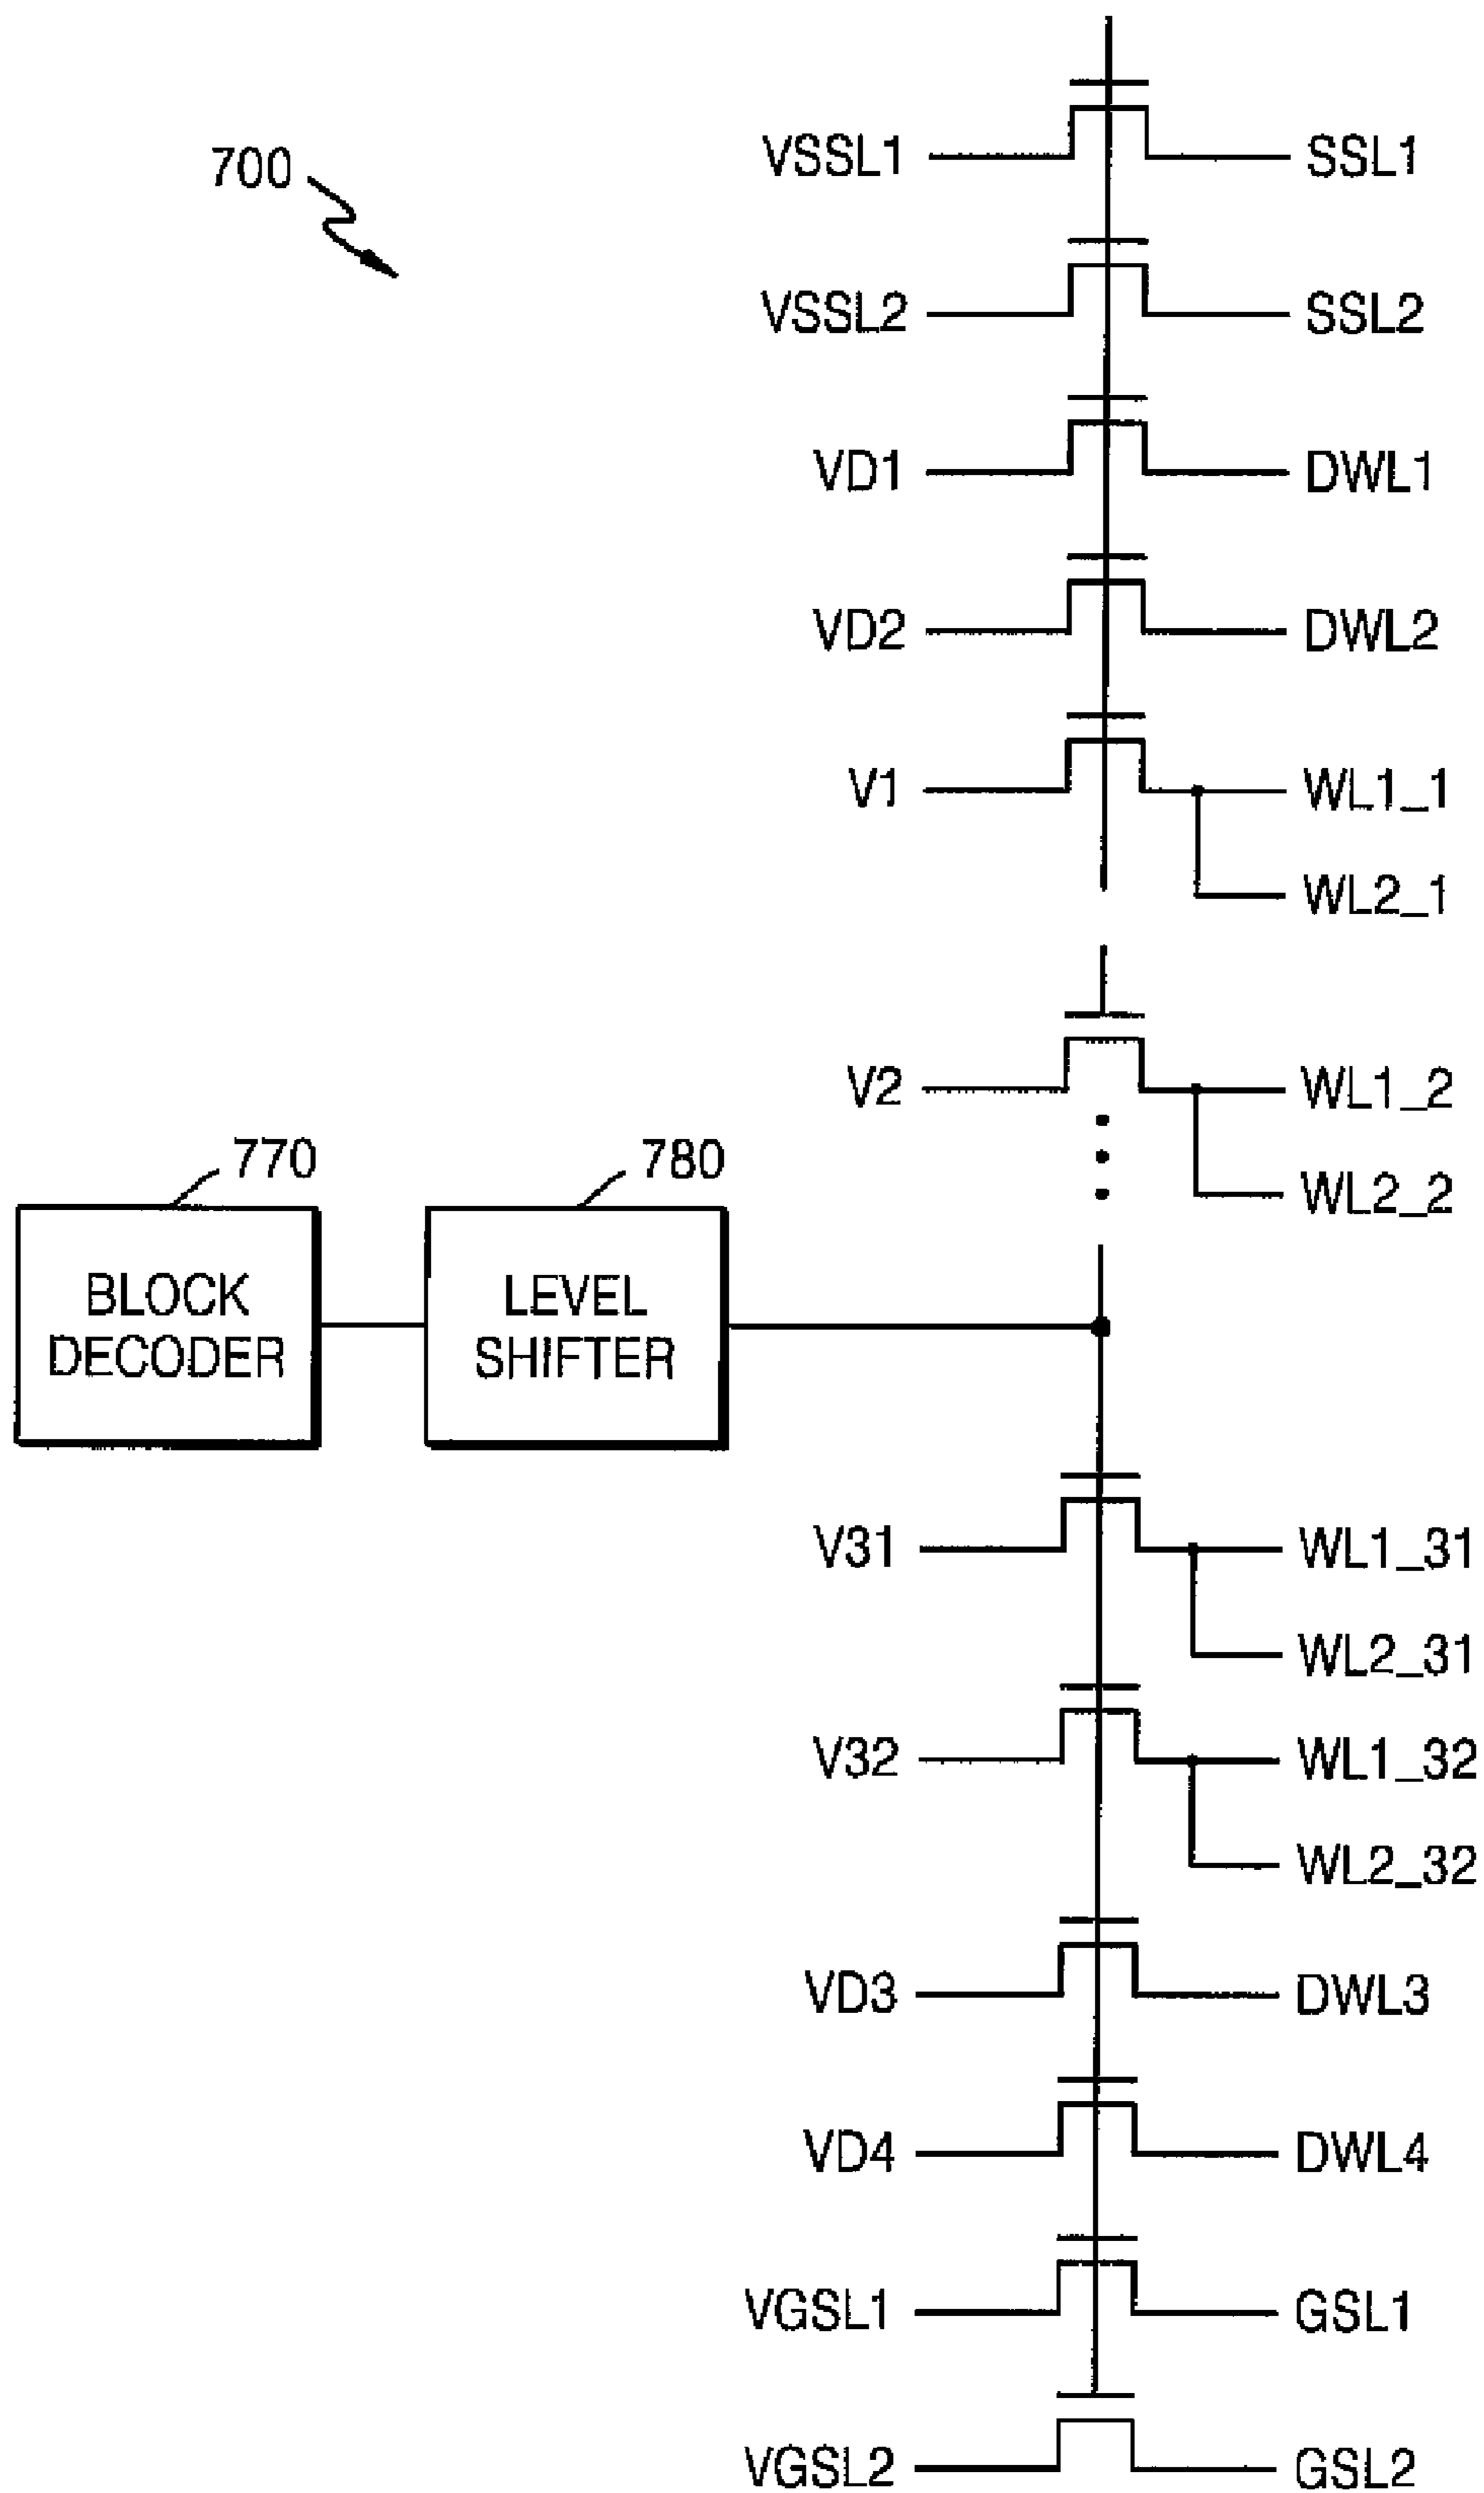 700
VSSL1 SSL1
VSSL2 SSL2
VD1 DWL1
VD2 DWL2
V1 WL1_1
WL2_1
V2 WL1_2
WL2_2
770
780
BLOCK
DECODER
LEVEL
SHIFTER
V31 WL1_31
WL2_31
V32 WL1_32
WL2_32
VD3 DWL3
VD4 DWL4
VGSL1 GSL1
VGSL2 GSL2